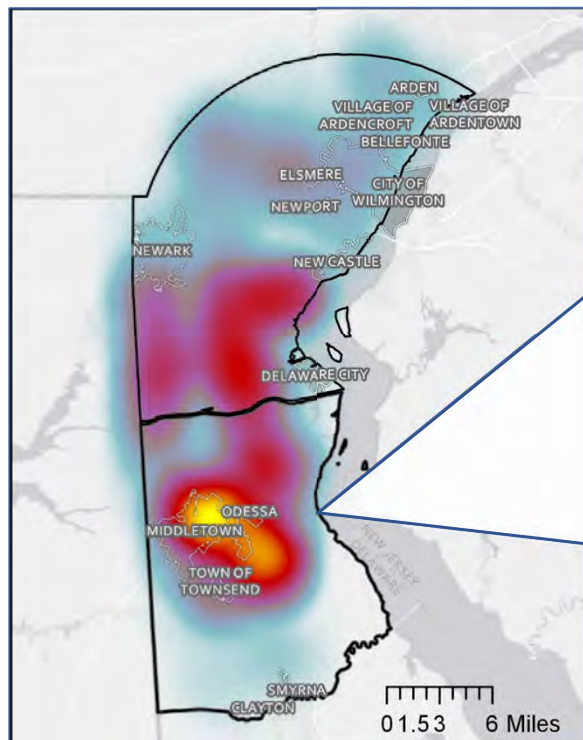 ARDEN
VILLAGE OF
ARDENCROFT
VILLAGE OF
ARDENTOWN
BELLEFONTE
ELSMERE
CITY OF
WILMINGTON
NEWPORT
NEWARK
NEW CASTLE
DELAWARE CITY
ODESSA
MIDDLETOWN
TOWN OF
TOWNSEND
NEW JERSEY
DELAWARE
SMYRNA
CLAYTON
0 1.5 3 6 Miles